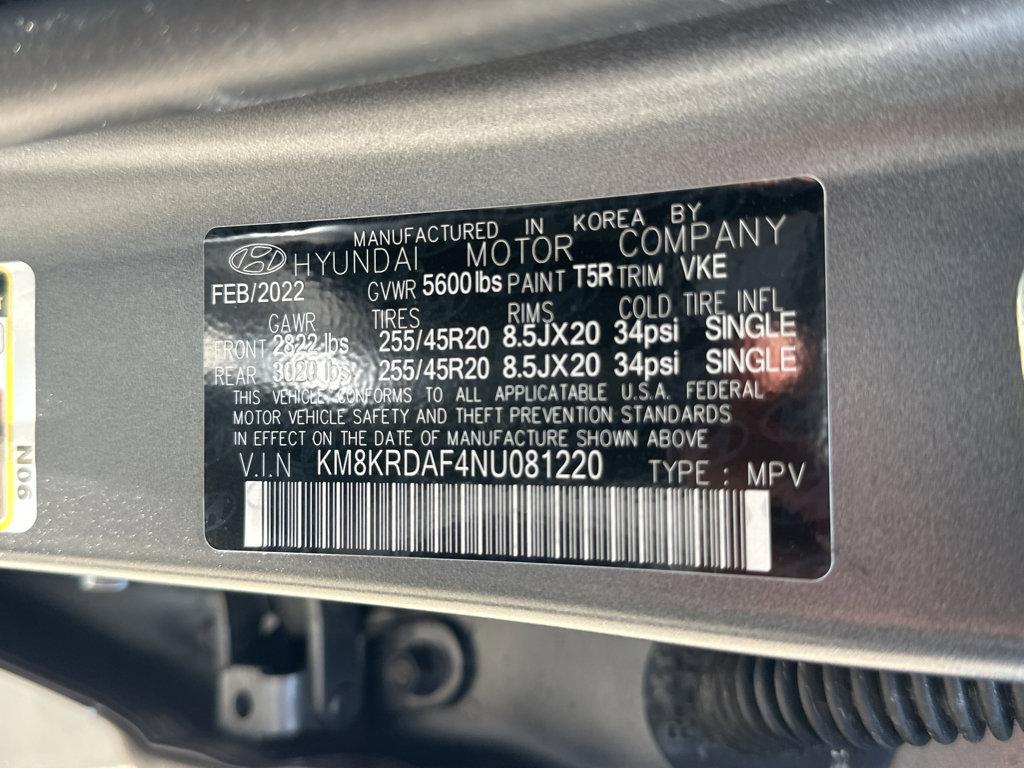 MANUFACTURED IN KOREA BY
HYUNDAI MOTOR COMPANY
FEB/2022 GVWR 5600lbs PAINT T5R TRIM VKE
GAWR TIRES RIMS COLD TIRE INFL
FRONT 2822 lbs 255/45R20 8.5JX20 34psi SINGLE
REAR 3020 lbs 255/45R20 8.5JX20 34psi SINGLE
THIS VEHICLE CONFORMS TO ALL APPLICATABLE U.S.A. FEDERAL
MOTOR VEHICLE SAFETY AND THEFT PREVENTION STANDARDS
IN EFFECT ON THE DATE OF MANUFACTURE SHOWN ABOVE
V.I.N KM8KRDAF4NU081220 TYPE : MPV
N06